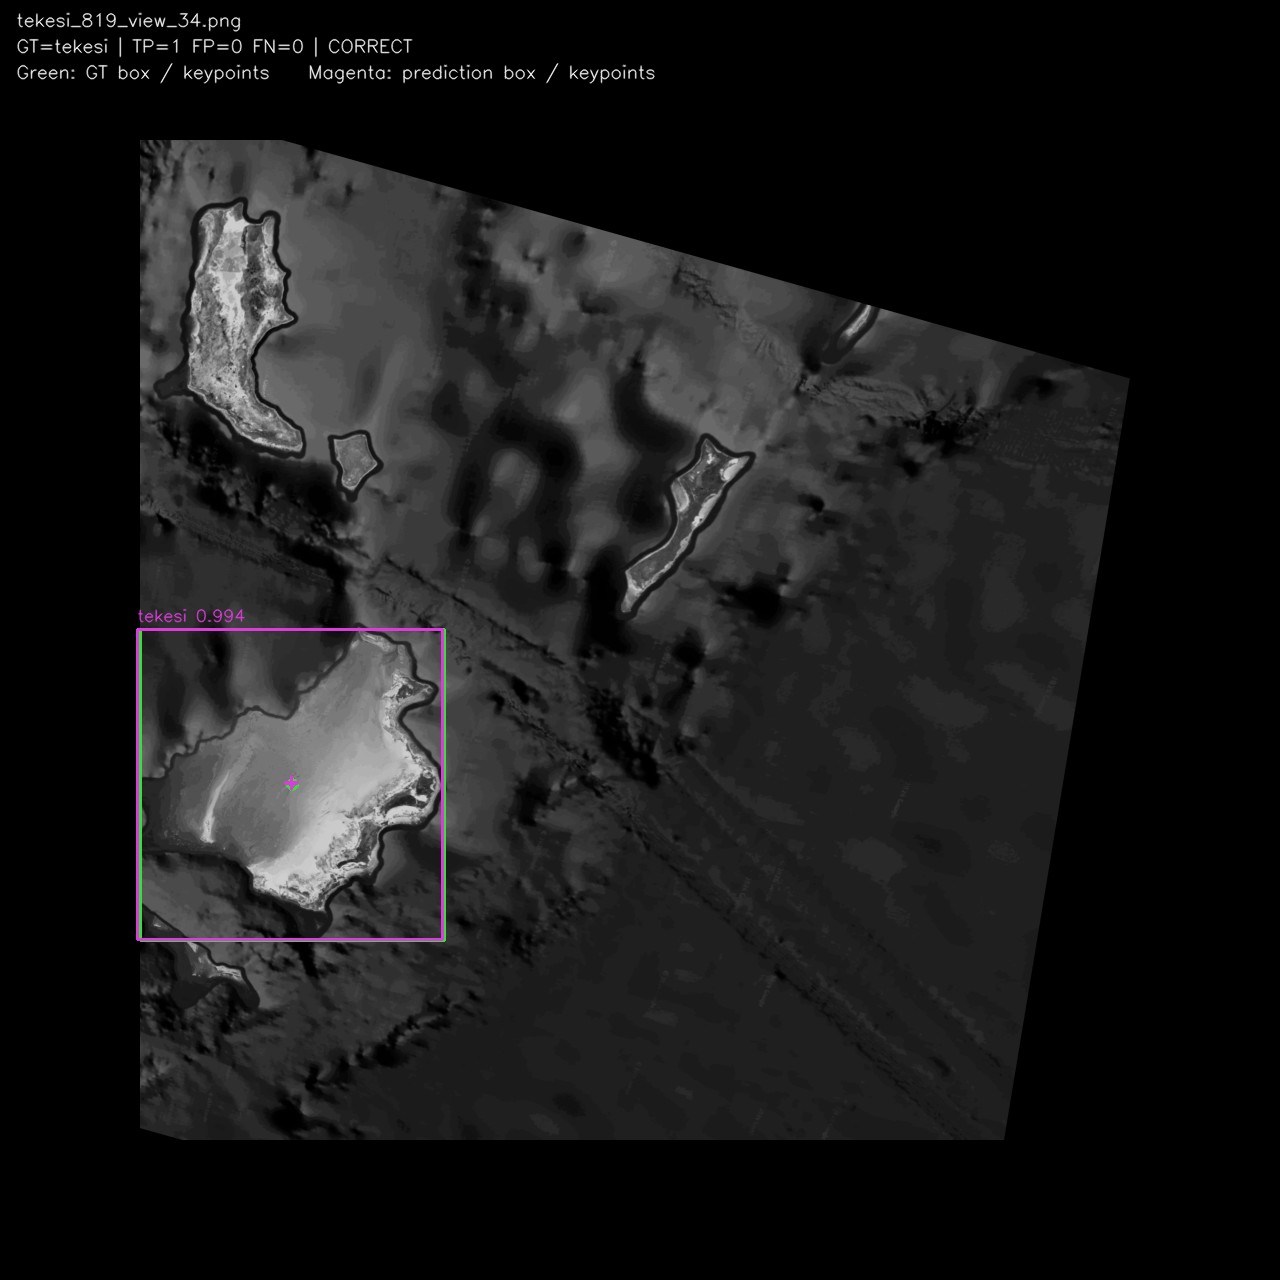 tekesi_819_view_34.png
GT=tekesi | TP=1 FP=0 FN=0 | CORRECT
Green: GT box / keypoints    Magenta: prediction box / keypoints
tekesi 0.994